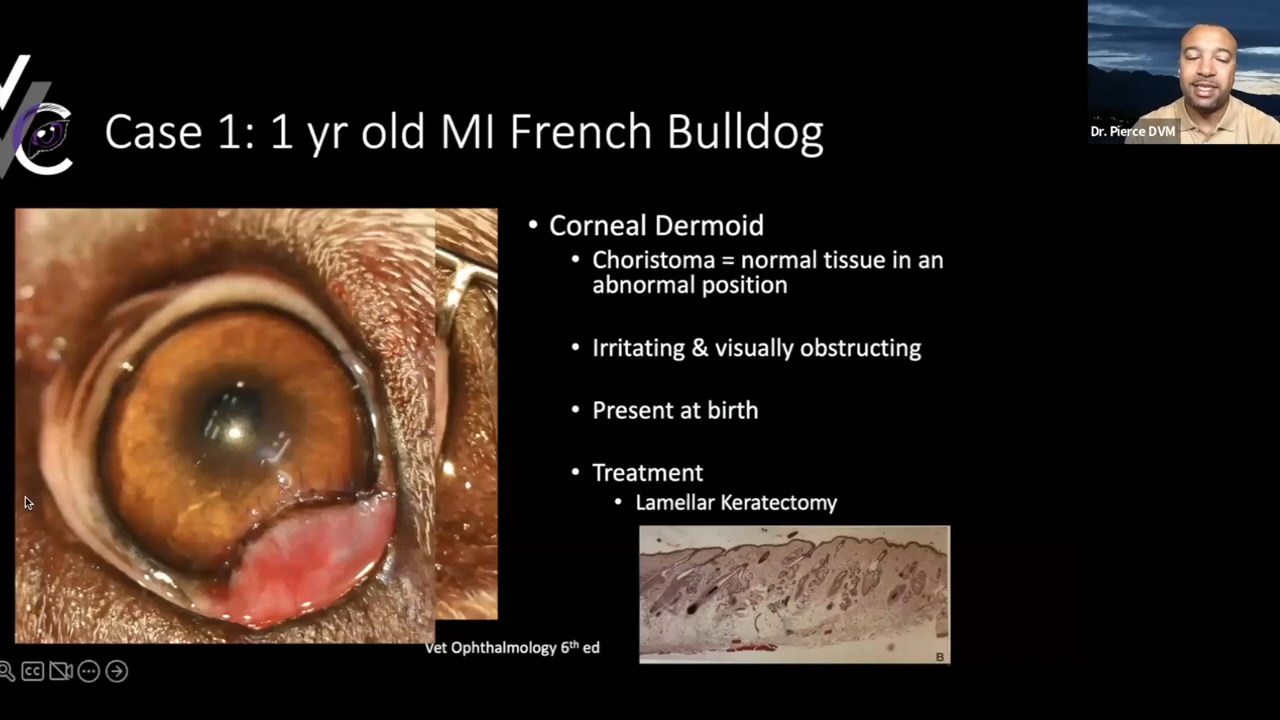 Case 1: 1 yr old MI French Bulldog
Dr. Pierce DVM
• Corneal Dermoid
• Choristoma = normal tissue in an
abnormal position
• Irritating & visually obstructing
• Present at birth
• Treatment
• Lamellar Keratectomy
Vet Ophthalmology 6th ed
B
CC